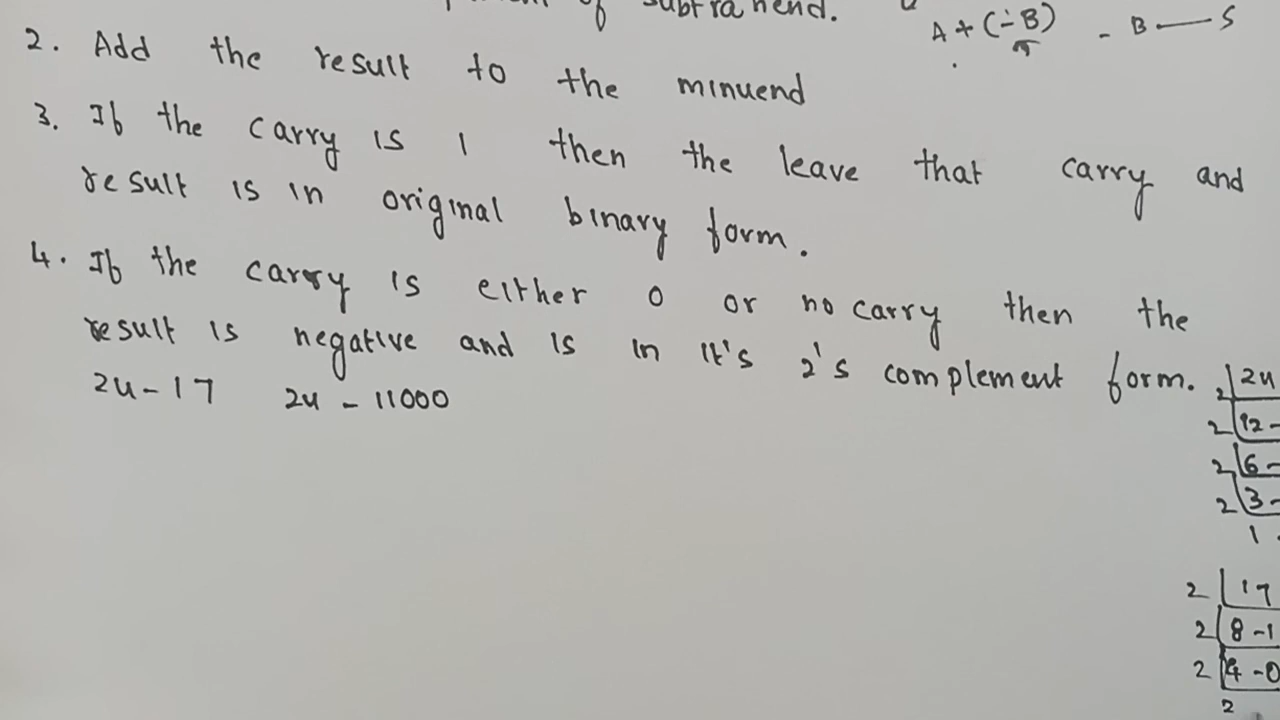 of subtrahend.
A + (-B) - B — S
2. Add the result to the minuend
3. If the carry is 1 then the leave that carry and
result is in original binary form.
4. If the carry is either 0 or no carry then the
result is negative and is in it's 2's complement form.
24-17 24 - 11000
2 24
2 12-
2 6-
2 3-
1
2 17
2 8-1
2 4-0
2